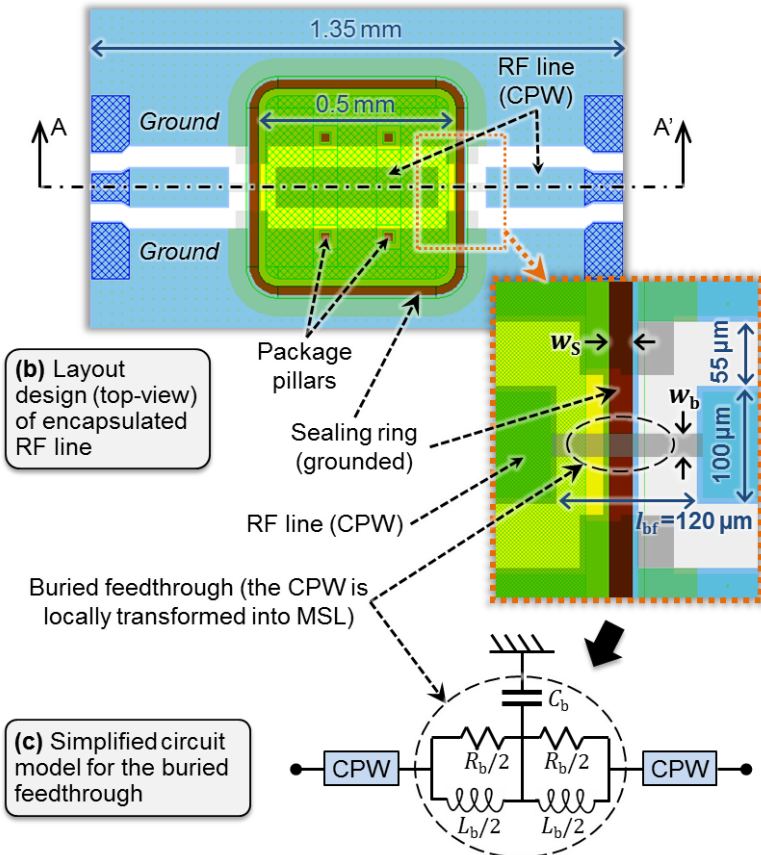 1.35 mm
RF line
(CPW)
A
Ground
0.5 mm
A'
Ground
Package
pillars
(b) Layout
design (top-view)
of encapsulated
RF line
Sealing ring
(grounded)
w_S
w_b
55 µm
100 µm
l_bf=120 µm
RF line (CPW)
Buried feedthrough (the CPW is
locally transformed into MSL)
C_b
(c) Simplified circuit
model for the buried
feedthrough
CPW
R_b/2
R_b/2
CPW
L_b/2
L_b/2